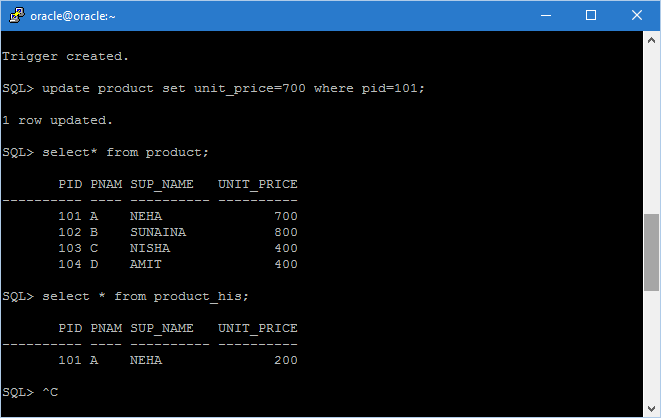 oracle@oracle:~
Trigger created.
SQL> update product set unit_price=700 where pid=101;
1 row updated.
SQL> select* from product;
       PID PNAM SUP_NAME   UNIT_PRICE
---------- ---- ---------- ----------
       101 A    NEHA              700
       102 B    SUNAINA           800
       103 C    NISHA             400
       104 D    AMIT              400
SQL> select * from product_his;
       PID PNAM SUP_NAME   UNIT_PRICE
---------- ---- ---------- ----------
       101 A    NEHA              200
SQL> ^C